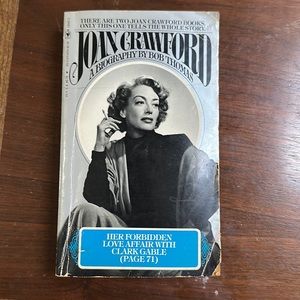 THERE ARE TWO JOAN CRAWFORD BOOKS.
ONLY THIS ONE TELLS THE WHOLE STORY.
JOAN CRAWFORD
A BIOGRAPHY BY BOB THOMAS
HER FORBIDDEN
LOVE AFFAIR WITH
CLARK GABLE
(PAGE 71)